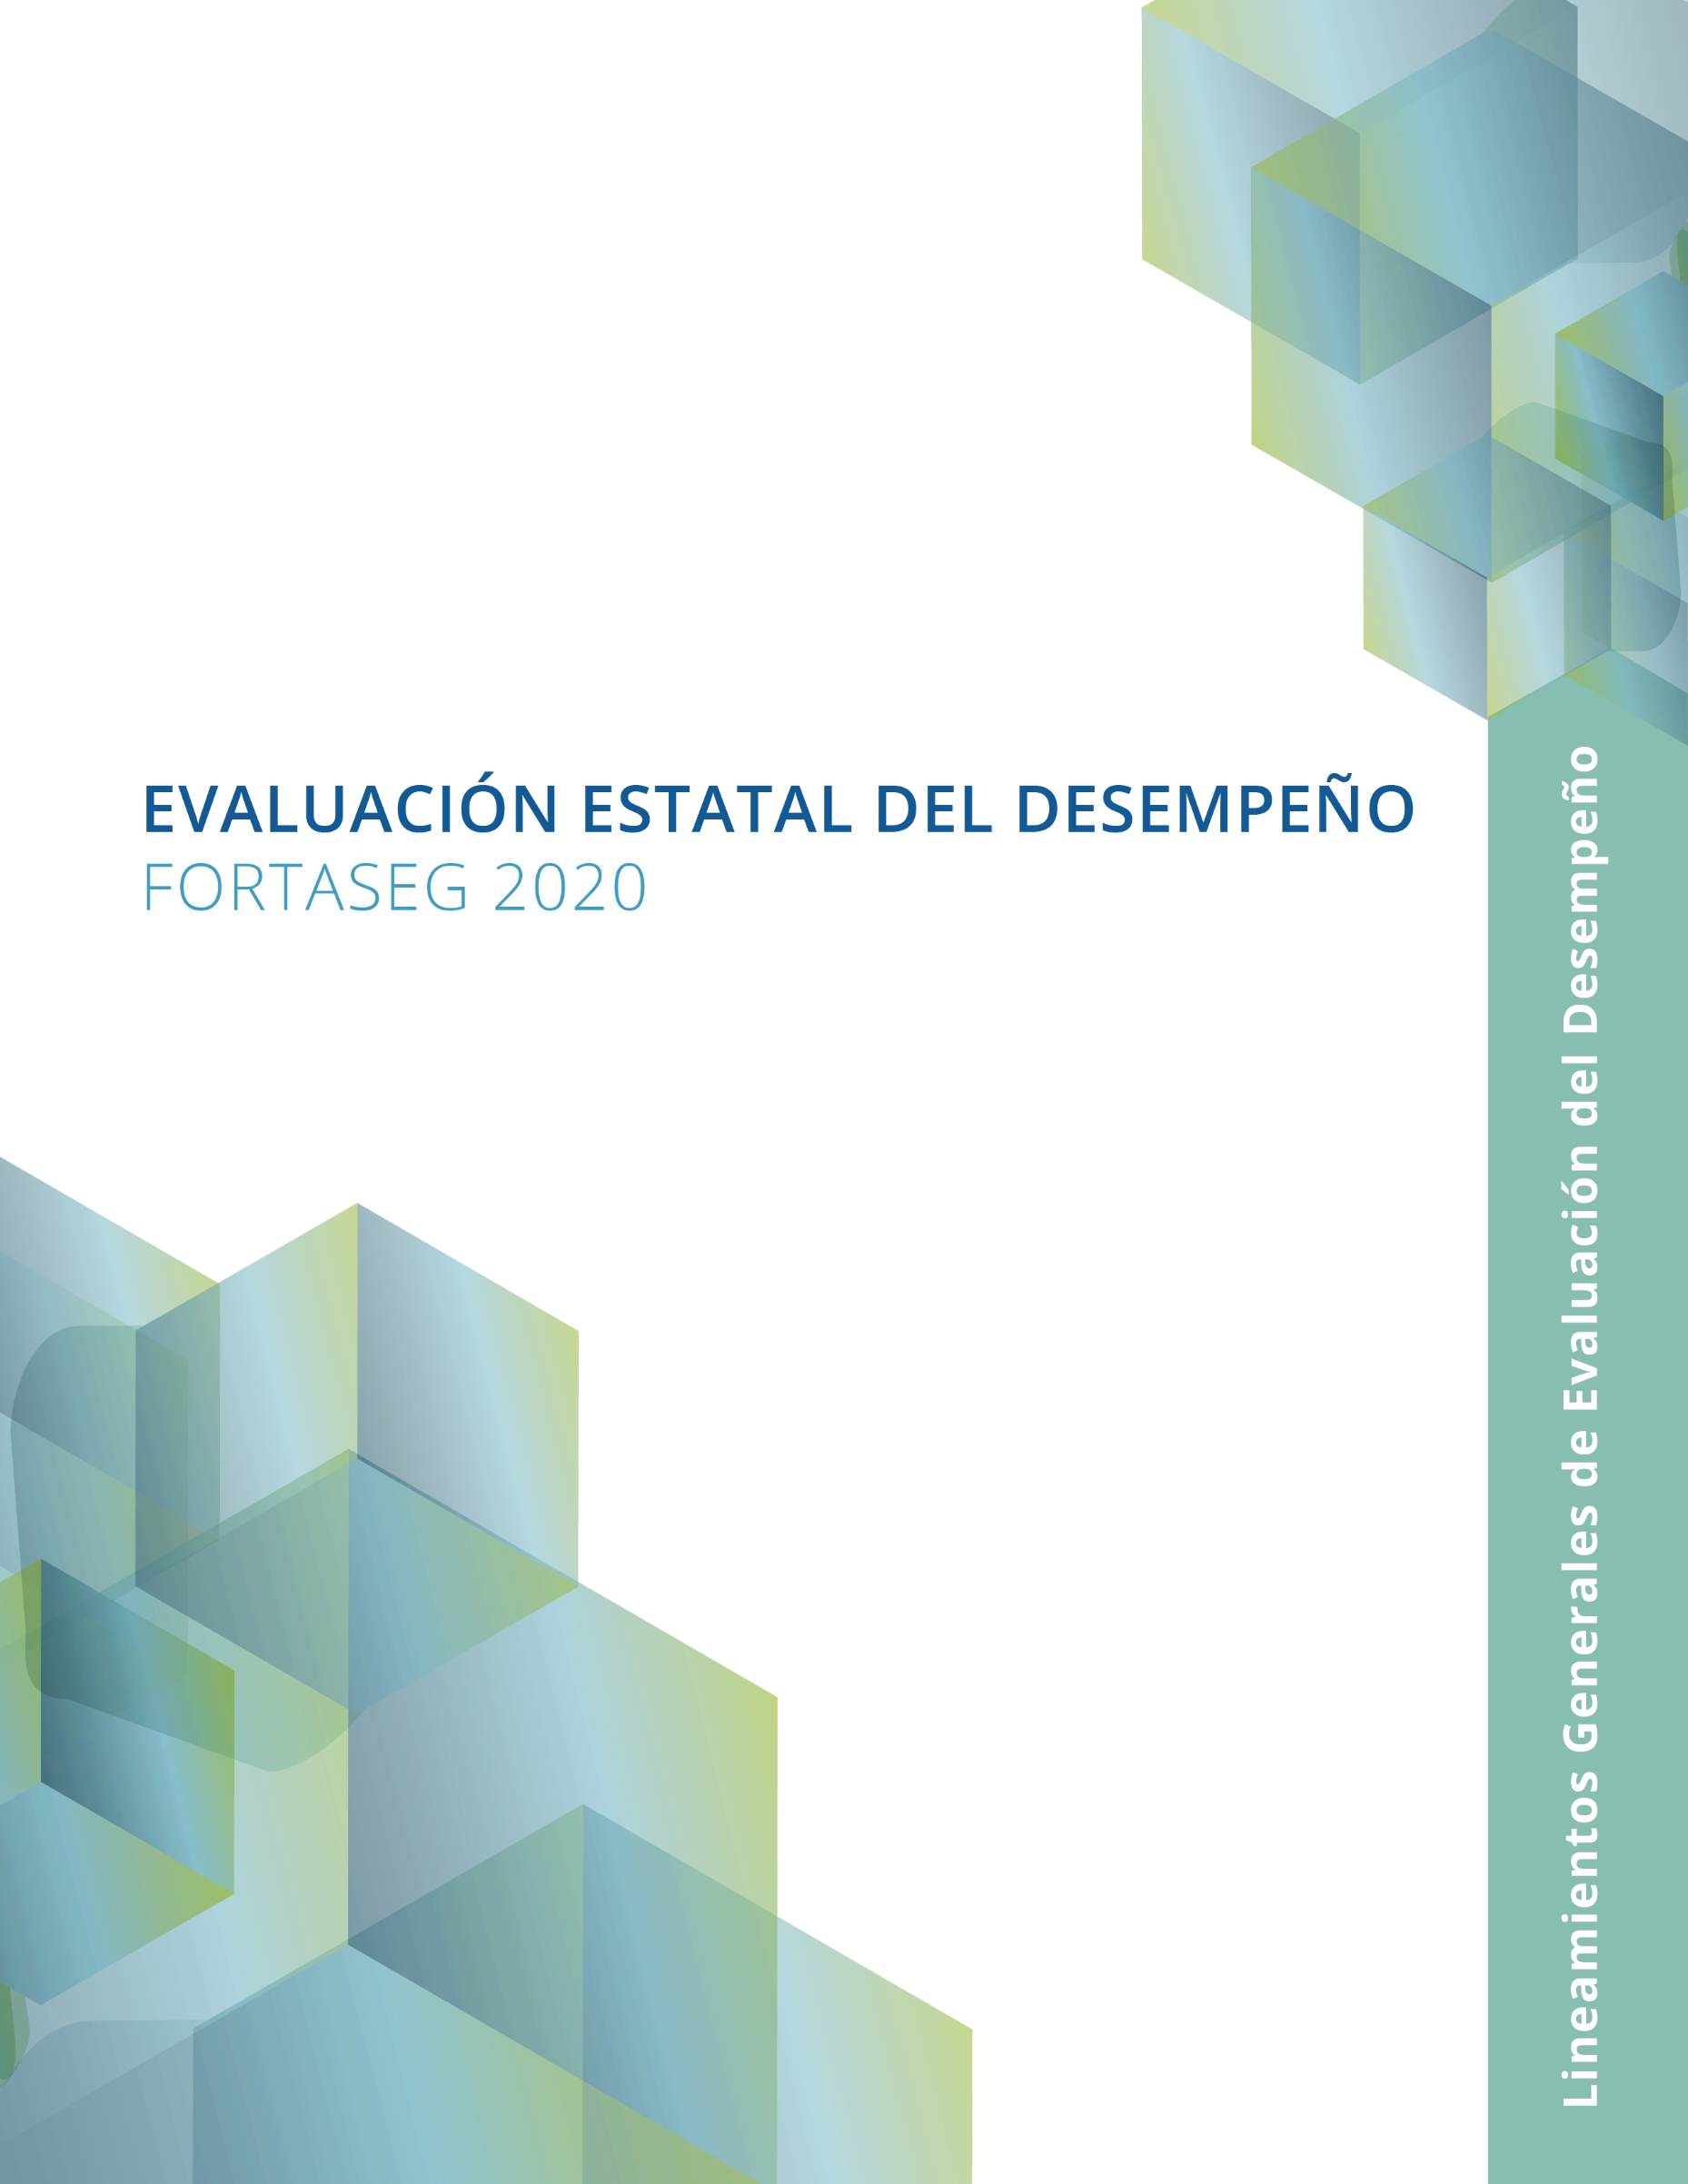 EVALUACIÓN ESTATAL DEL DESEMPEÑO
FORTASEG 2020
Lineamientos Generales de Evaluación del Desempeño